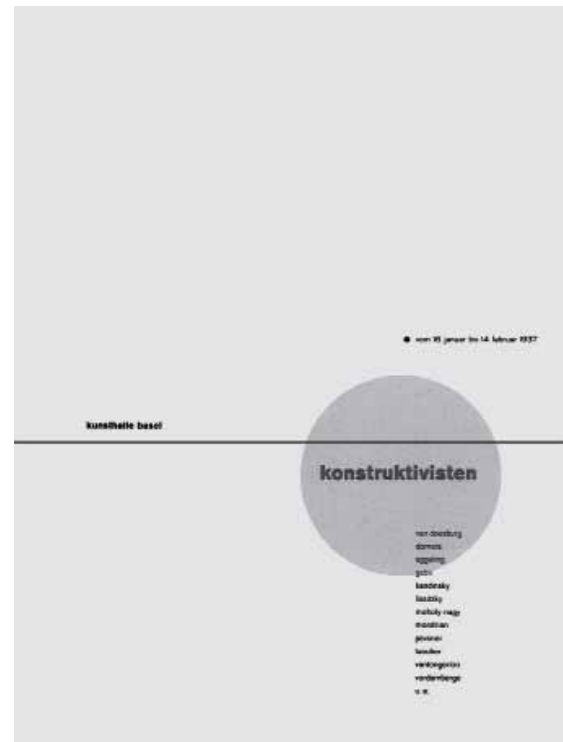 vom 16 januar bis 14 februar 1937
kunsthalle basel
konstruktivisten
van doesburg
domela
eggeling
gabo
kandinsky
lissitzky
moholy-nagy
mondrian
pevsner
taeuber
vantongerloo
vordemberge
u. a.